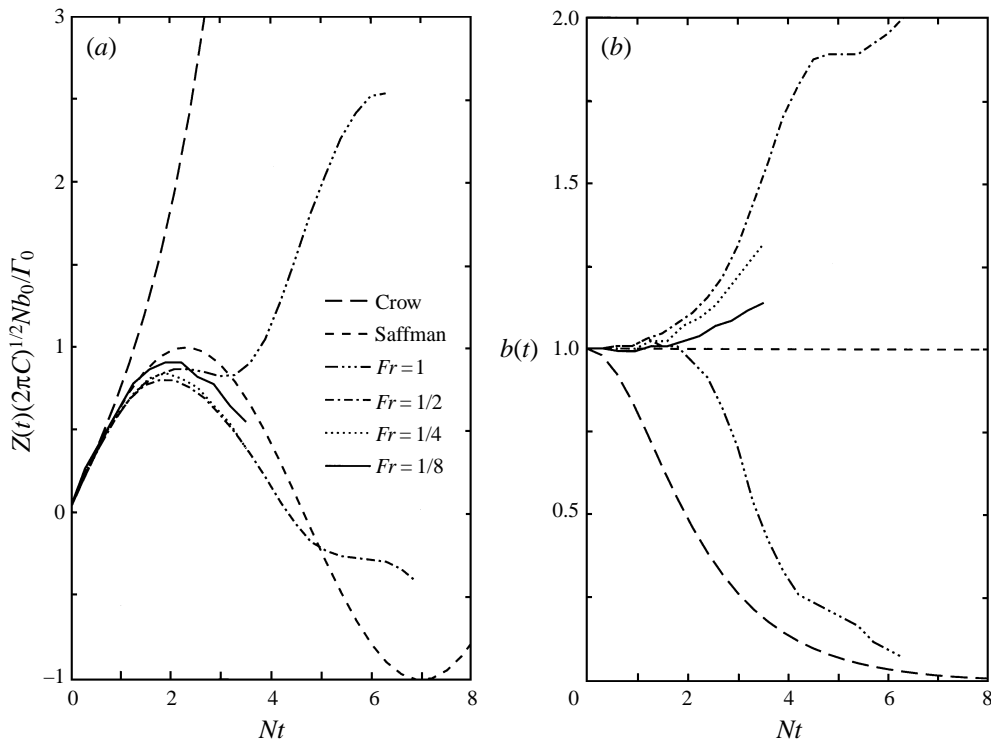 (a)
3
2
1
0
–1
Z(t)(2πC)^{1/2}Nb_0/Γ_0
Crow
Saffman
Fr = 1
Fr = 1/2
Fr = 1/4
Fr = 1/8
0 2 4 6 8
Nt
(b)
2.0
1.5
b(t) 1.0
0.5
0
0 2 4 6 8
Nt